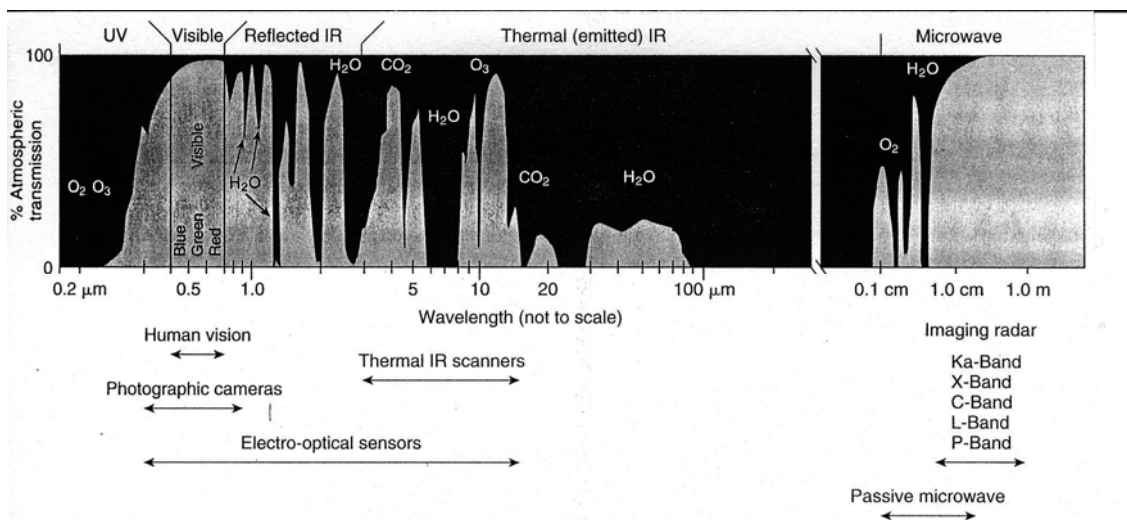 UV Visible Reflected IR Thermal (emitted) IR Microwave
100
% Atmospheric
transmission
0
O₂ O₃
Visible
Blue
Green
Red
H₂O
H₂O
CO₂
H₂O
O₃
CO₂
H₂O
O₂
H₂O
0.2 μm 0.5 1.0 5 10 20 100 μm 0.1 cm 1.0 cm 1.0 m
Wavelength (not to scale)
Human vision
Photographic cameras
Thermal IR scanners
Electro-optical sensors
Imaging radar
Ka-Band
X-Band
C-Band
L-Band
P-Band
Passive microwave